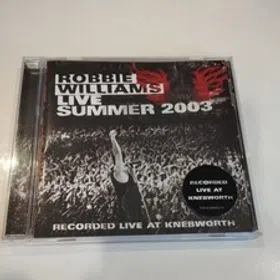 ROBBIE
WILLIAMS
LIVE
SUMMER 2003
RECORDED
LIVE AT
KNEBWORTH
RECORDED LIVE AT KNEBWORTH